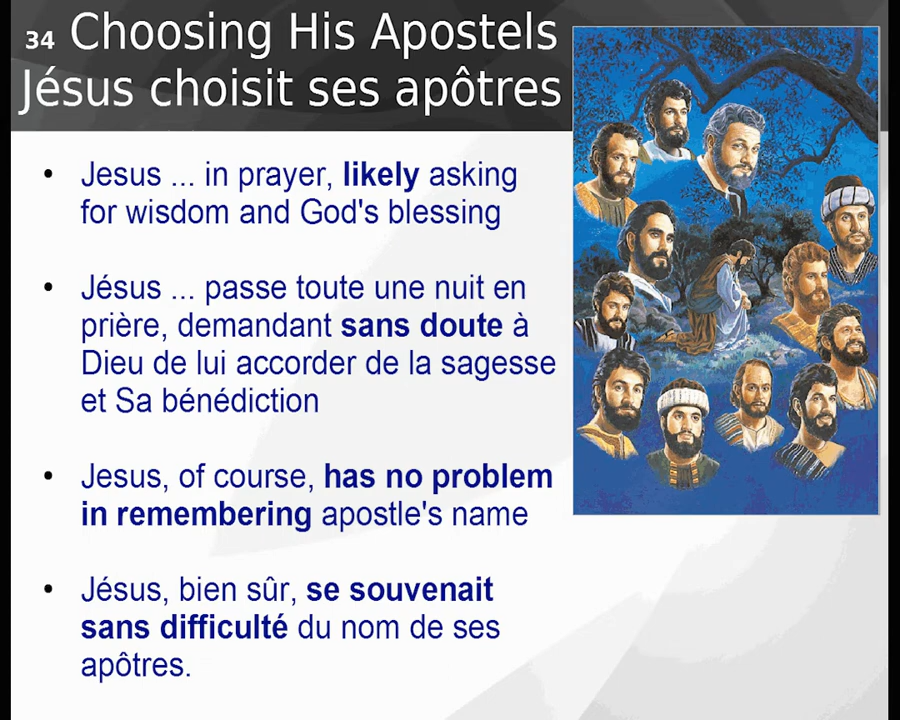 34 Choosing His Apostels
Jésus choisit ses apôtres
• Jesus ... in prayer, likely asking
for wisdom and God's blessing
• Jésus ... passe toute une nuit en
prière, demandant sans doute à
Dieu de lui accorder de la sagesse
et Sa bénédiction
• Jesus, of course, has no problem
in remembering apostle's name
• Jésus, bien sûr, se souvenait
sans difficulté du nom de ses
apôtres.